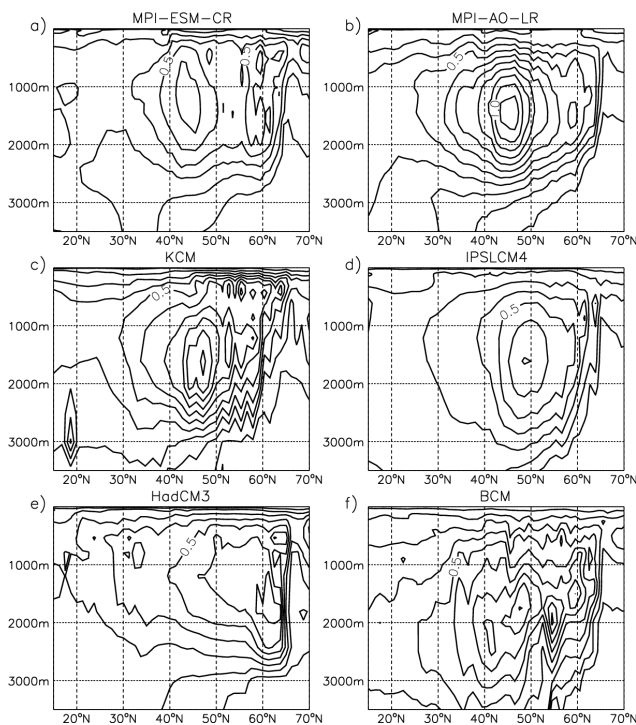 a) MPI-ESM-CR
0.5 0.5
1000m
2000m
3000m
20°N 30°N 40°N 50°N 60°N 70°N
b) MPI-AO-LR
0.5
1.0
1000m
2000m
3000m
20°N 30°N 40°N 50°N 60°N 70°N
c) KCM
0.5
1000m
2000m
3000m
20°N 30°N 40°N 50°N 60°N 70°N
d) IPSLCM4
0.5
1000m
2000m
3000m
20°N 30°N 40°N 50°N 60°N 70°N
e) HadCM3
0.5
1000m
2000m
3000m
20°N 30°N 40°N 50°N 60°N 70°N
f) BCM
0.5
1000m
2000m
3000m
20°N 30°N 40°N 50°N 60°N 70°N